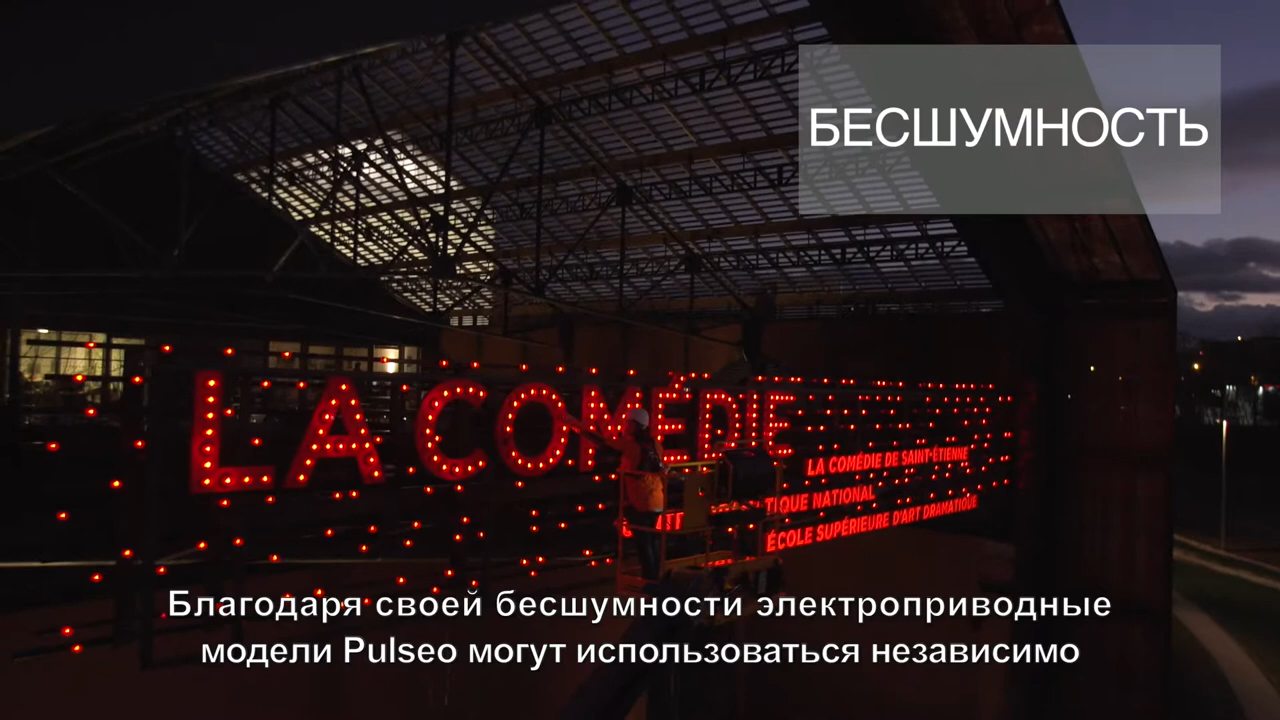 БЕСШУМНОСТЬ
LA COMÉDIE
LA COMÉDIE DE SAINT-ÉTIENNE
NATIONAL
ÉCOLE SUPÉRIEURE D'ART DRAMATIQUE
Благодаря своей бесшумности электроприводные
модели Pulseo могут использоваться независимо